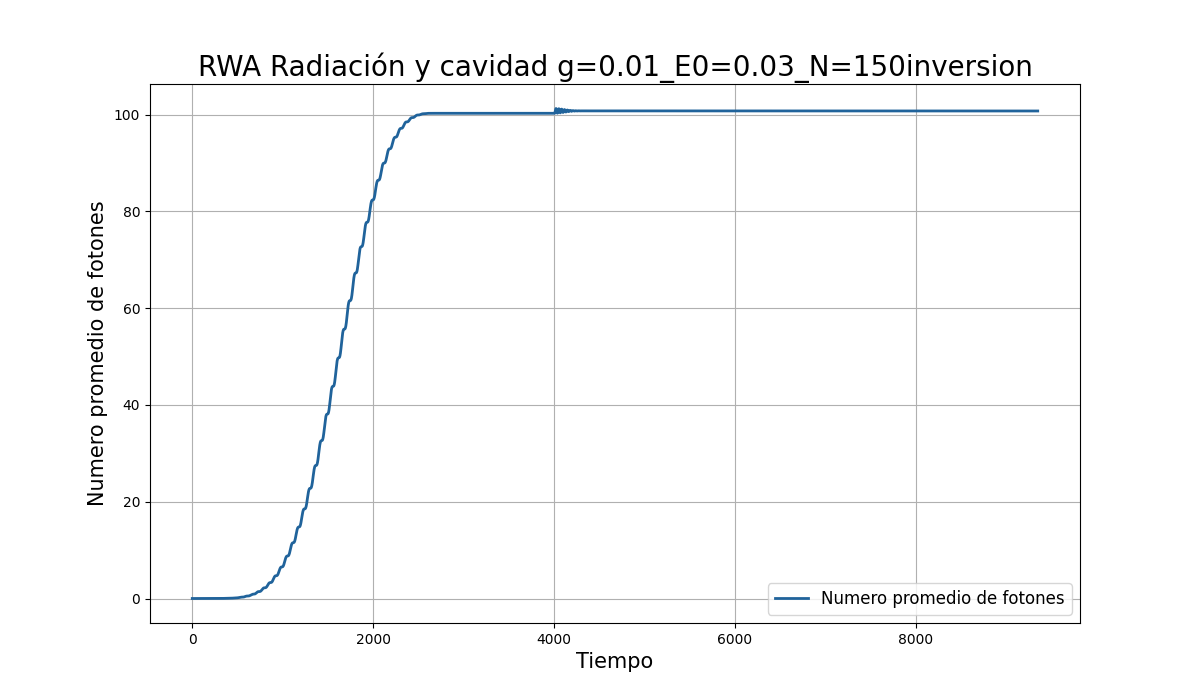 RWA Radiación y cavidad g=0.01_E0=0.03_N=150inversion
Numero promedio de fotones
100
80
60
40
20
0
Numero promedio de fotones
0 2000 4000 6000 8000
Tiempo